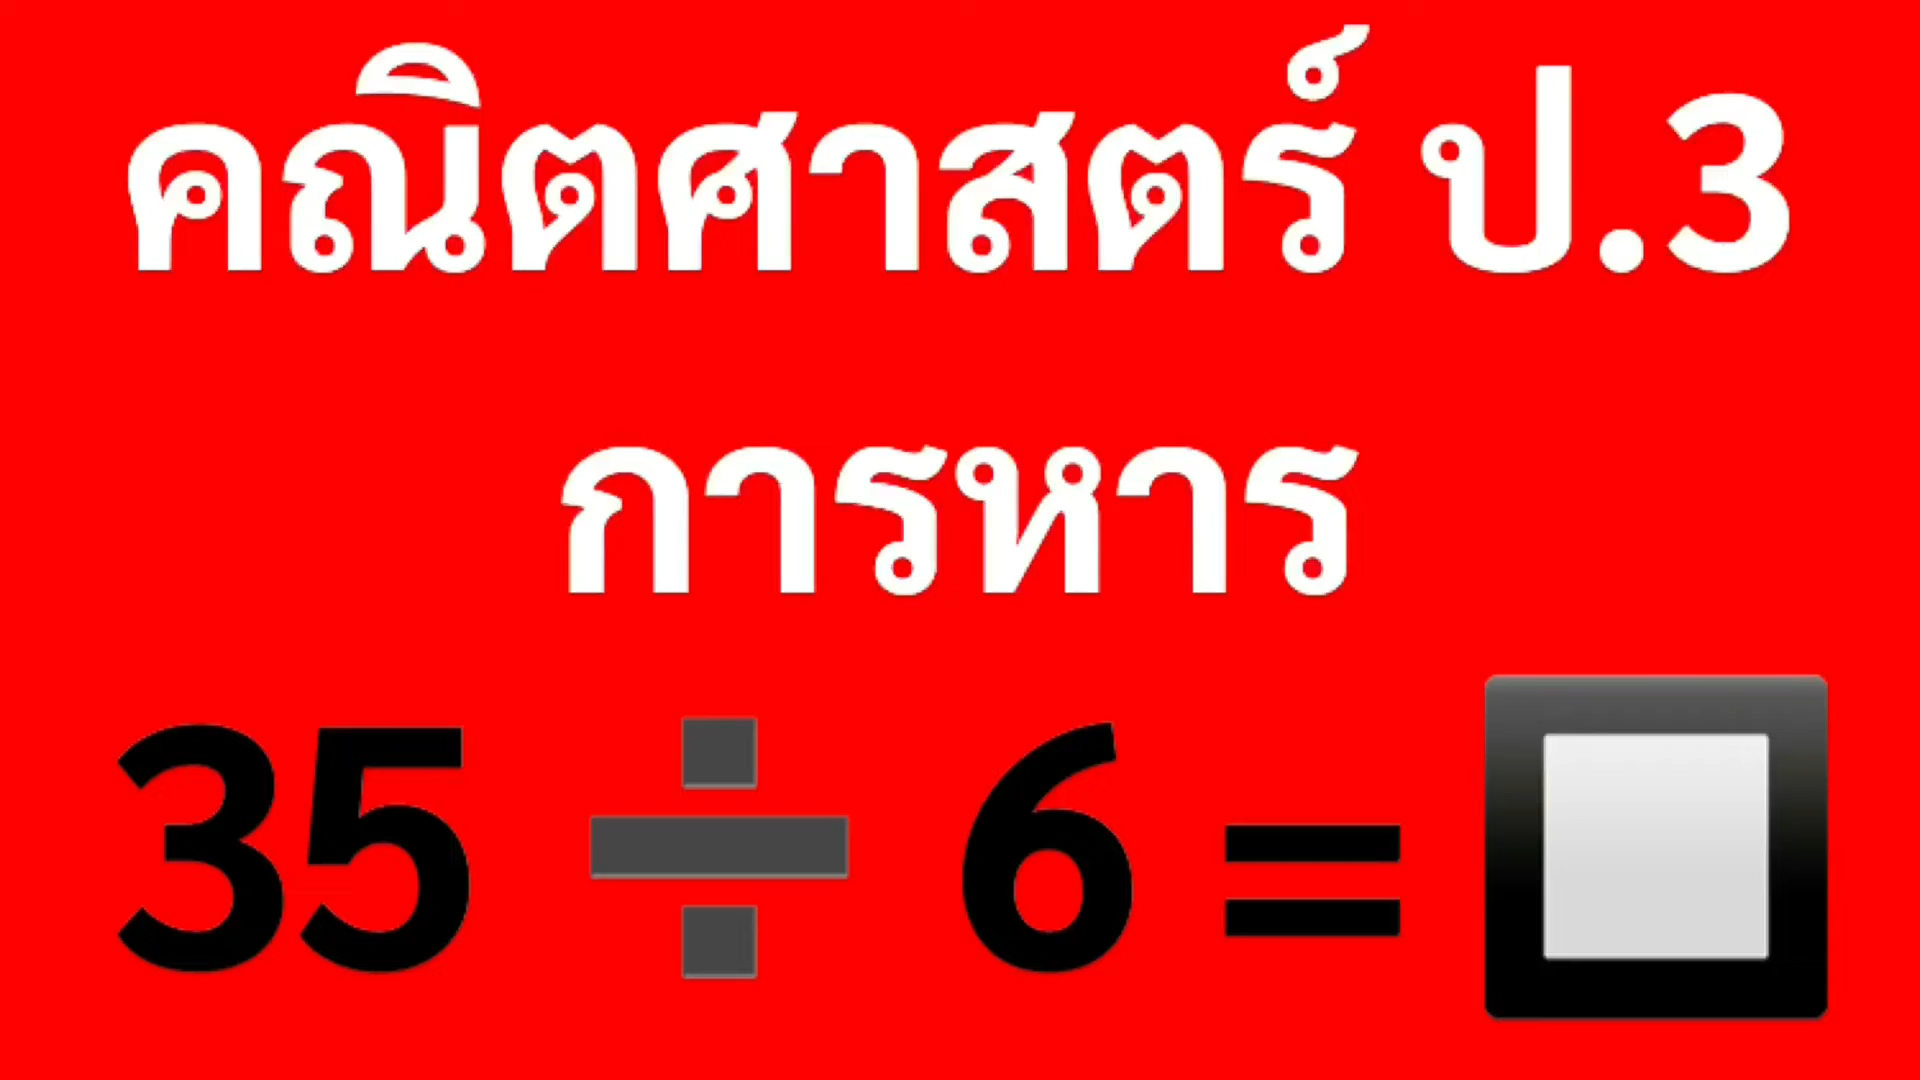 คณิตศาสตร์ ป.3
การหาร
35 ÷ 6 = □